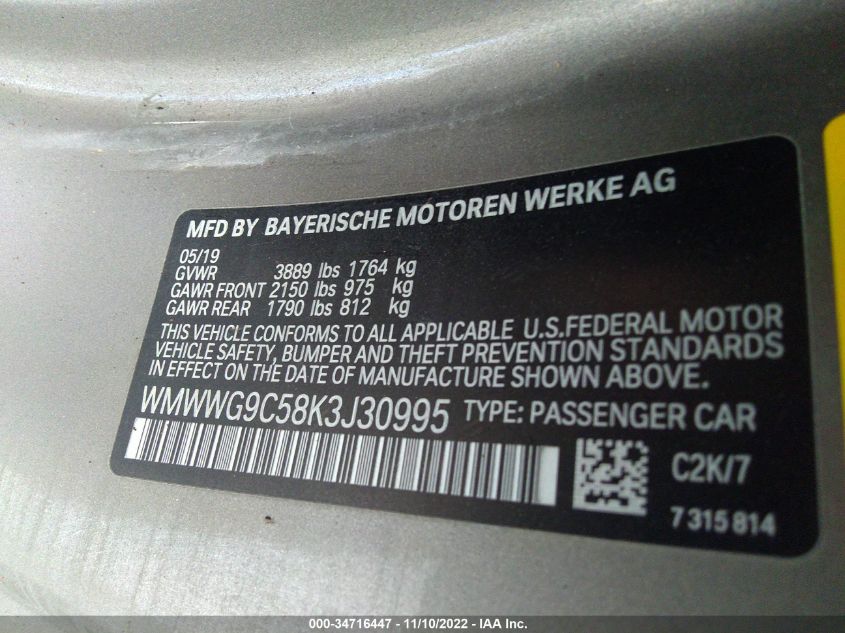 MFD BY BAYERISCHE MOTOREN WERKE AG
05/19
GVWR 3889 lbs 1764 kg
GAWR FRONT 2150 lbs 975 kg
GAWR REAR 1790 lbs 812 kg
THIS VEHICLE CONFORMS TO ALL APPLICABLE U.S.FEDERAL MOTOR
VEHICLE SAFETY, BUMPER AND THEFT PREVENTION STANDARDS
IN EFFECT ON THE DATE OF MANUFACTURE SHOWN ABOVE.
WMWWG9C58K3J30995 TYPE: PASSENGER CAR
C2K/7
7 315 814
000-34716447 - 11/10/2022 - IAA Inc.